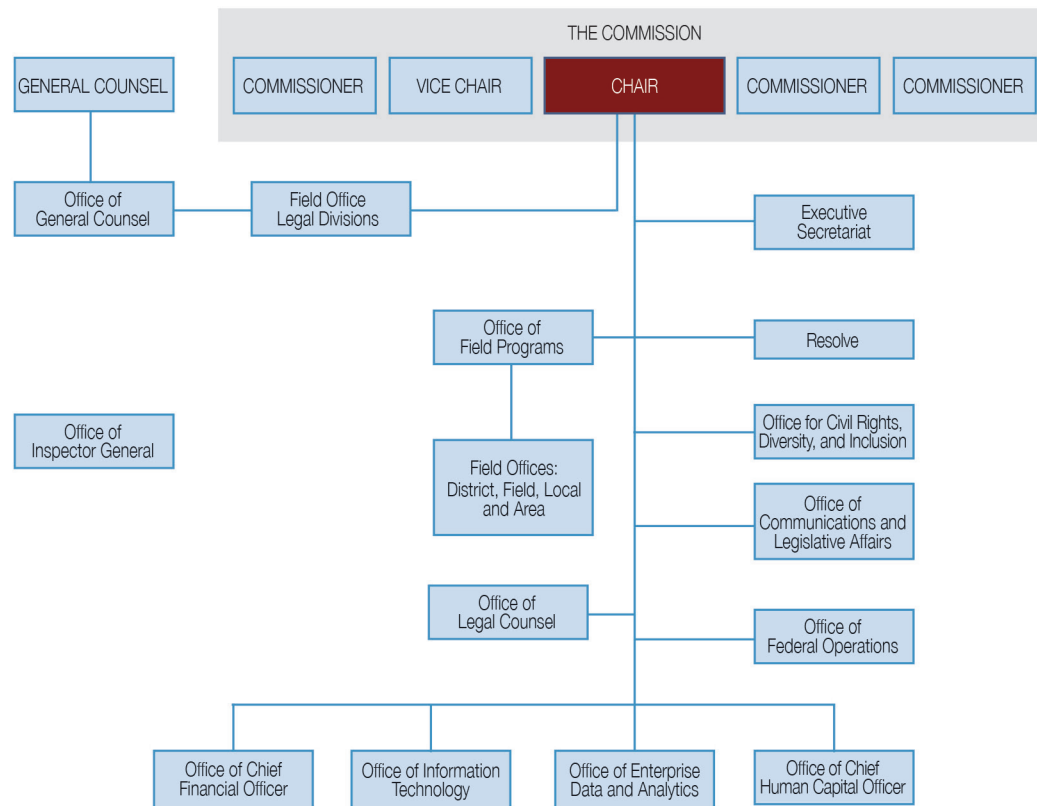 THE COMMISSION
GENERAL COUNSEL
COMMISSIONER
VICE CHAIR
CHAIR
COMMISSIONER
COMMISSIONER
Office of
General Counsel
Field Office
Legal Divisions
Executive
Secretariat
Office of
Field Programs
Resolve
Office of
Inspector General
Office for Civil Rights,
Diversity, and Inclusion
Field Offices:
District, Field, Local
and Area
Office of
Communications and
Legislative Affairs
Office of
Legal Counsel
Office of
Federal Operations
Office of Chief
Financial Officer
Office of Information
Technology
Office of Enterprise
Data and Analytics
Office of Chief
Human Capital Officer